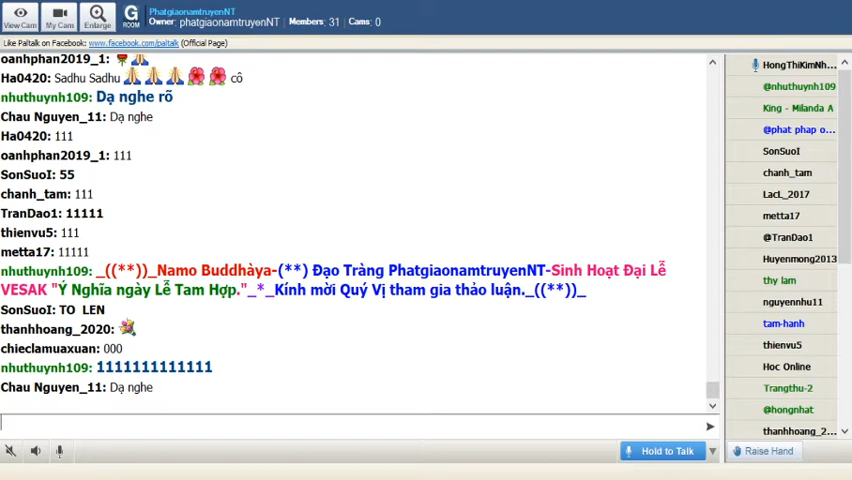 PhatgiaonamtruyenNT
Owner: phatgiaonamtruyenNT | Members: 31 | Cams: 0
View Cam
My Cams
Enlarge
G
ROOM
Like Paltalk on Facebook: www.facebook.com/paltalk (Official Page)
oanhphan2019_1:
Ha0420: Sadhu Sadhu cô
nhuthuynh109: Dạ nghe rõ
Chau Nguyen_11: Dạ nghe
Ha0420: 111
oanhphan2019_1: 111
SonSuoI: 55
chanh_tam: 111
TranDao1: 11111
thienvu5: 111
metta17: 11111
nhuthuynh109: _((**))_Namo Buddhàya-(**) Đạo Tràng PhatgiaonamtruyenNT-Sinh Hoạt Đại Lễ
VESAK "Ý Nghĩa ngày Lễ Tam Hợp."_*_Kính mời Quý Vị tham gia thảo luận._((**))_
SonSuoI: TO LEN
thanhhoang_2020:
chieclamuaxuan: 000
nhuthuynh109: 1111111111111
Chau Nguyen_11: Dạ nghe
Hold to Talk
HongThiKimNh...
@nhuthuynh109
King - Milanda A
@phat phap o...
SonSuoI
chanh_tam
LacL_2017
metta17
@TranDao1
Huyenmong2013
thy lam
nguyennhu11
tam-hanh
thienvu5
Hoc Online
Trangthu-2
@hongnhat
thanhhoang_2...
Raise Hand